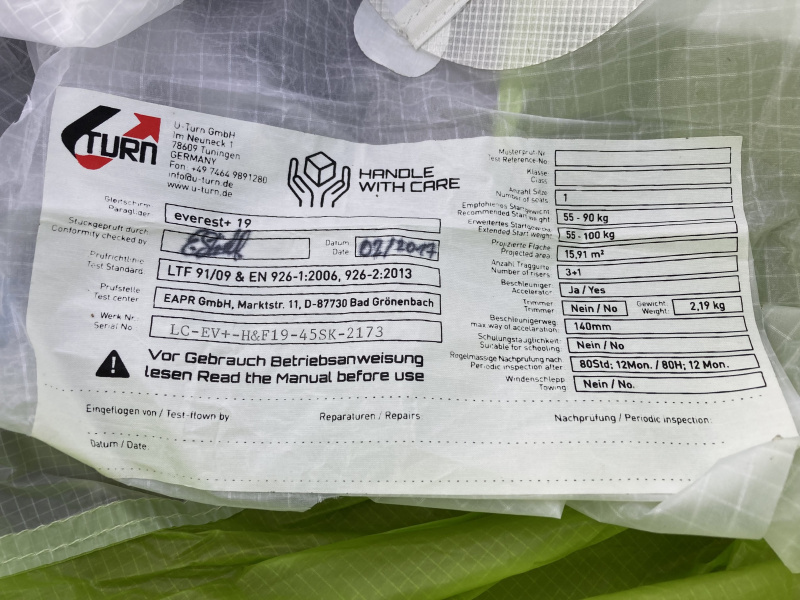 TURN
U-Turn GmbH
Im Neuneck 1
78609 Tuningen
GERMANY
Fon. +49 7464 9891280
info@u-turn.de
www.u-turn.de
HANDLE
WITH CARE
Gleitschirm
Paraglider
everest+ 19
Stückgeprüft durch
Conformity checked by
Datum
Date
02/2017
Prüfrichtlinie
Test Standard
LTF 91/09 & EN 926-1:2006, 926-2:2013
Prüfstelle
Test center
EAPR GmbH, Marktstr. 11, D-87730 Bad Grönenbach
Werk Nr.
Serial No.
LC-EV+-H&F19-45SK-2173
Vor Gebrauch Betriebsanweisung
lesen Read the Manual before use
Musterprüf-Nr.
Test Reference-No.
Klasse
Class
Anzahl Sitze
Number of seats
1
Empfohlenes Startgewicht
Recommended Start weight
55 - 90 kg
Erweitertes Startgewicht
Extended Start weight
55 - 100 kg
Projizierte Fläche
Projected area
15,91 m²
Anzahl Traggurte
Number of risers
3+1
Beschleuniger:
Accelerator:
Ja / Yes
Trimmer
Trimmer
Nein / No
Gewicht:
Weight:
2,19 kg
Beschleunigerweg:
max way of accelaration:
140mm
Schulungstauglichkeit:
Suitable for schooling:
Nein / No
Regelmässige Nachprüfung nach
Periodic inspection after
80Std; 12Mon. / 80H; 12 Mon.
Windenschlepp
Towing
Nein / No.
Eingeflogen von / Test-flown by
Reparaturen / Repairs
Nachprüfung / Periodic inspection:
Datum / Date: